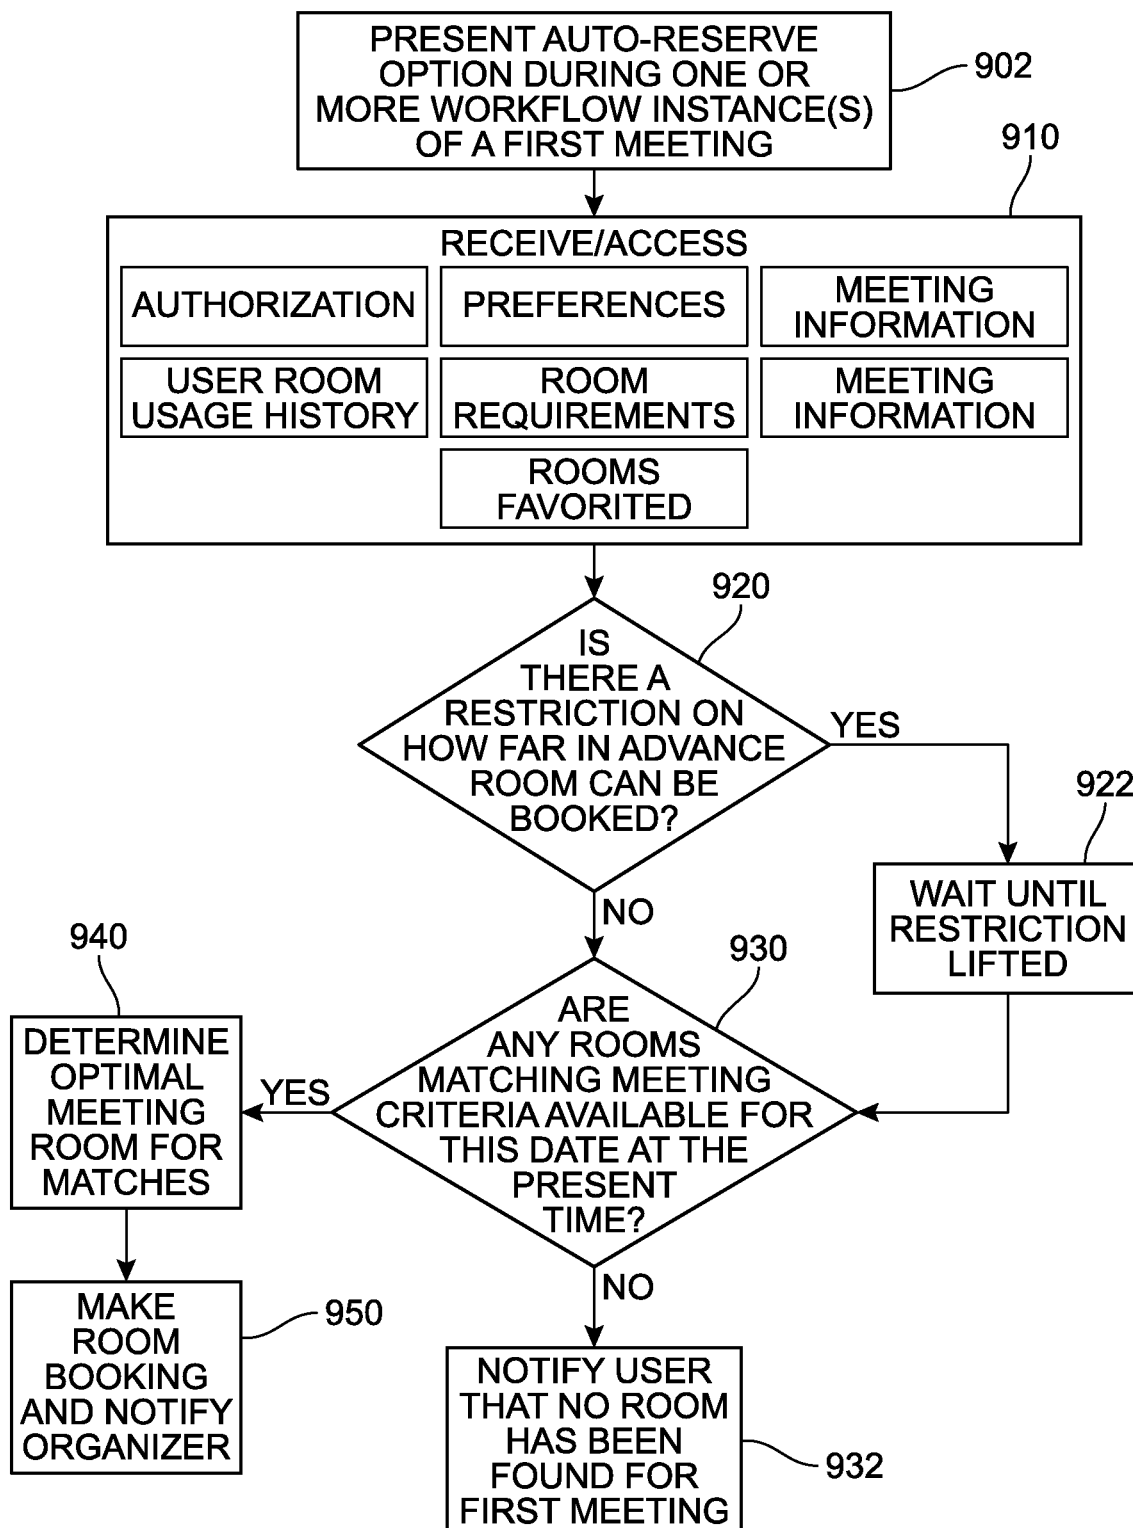 PRESENT AUTO-RESERVE
OPTION DURING ONE OR
MORE WORKFLOW INSTANCE(S)
OF A FIRST MEETING
902
910
RECEIVE/ACCESS
AUTHORIZATION
PREFERENCES
MEETING
INFORMATION
USER ROOM
USAGE HISTORY
ROOM
REQUIREMENTS
MEETING
INFORMATION
ROOMS
FAVORITED
920
IS
THERE A
RESTRICTION ON
HOW FAR IN ADVANCE
ROOM CAN BE
BOOKED?
YES
922
WAIT UNTIL
RESTRICTION
LIFTED
NO
930
ARE
ANY ROOMS
MATCHING MEETING
CRITERIA AVAILABLE FOR
THIS DATE AT THE
PRESENT
TIME?
YES
940
DETERMINE
OPTIMAL
MEETING
ROOM FOR
MATCHES
MAKE
ROOM
BOOKING
AND NOTIFY
ORGANIZER
950
NO
NOTIFY USER
THAT NO ROOM
HAS BEEN
FOUND FOR
FIRST MEETING
932